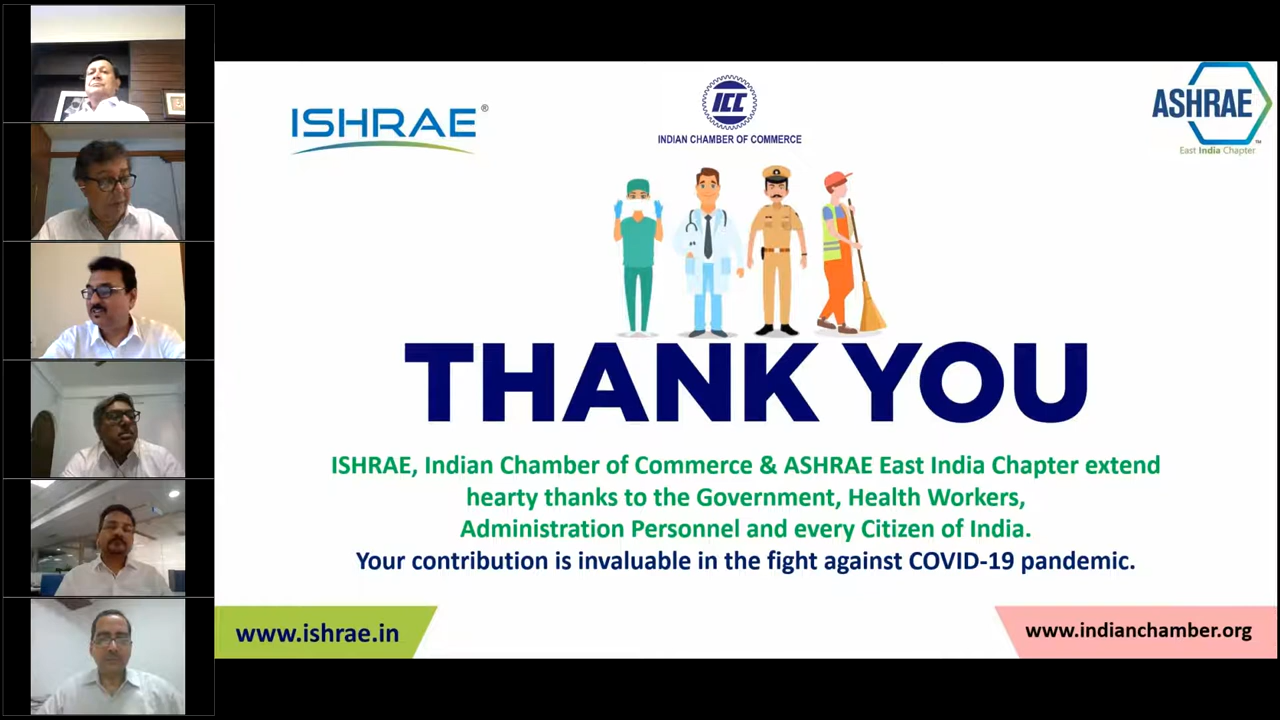 ISHRAE®
ICC
INDIAN CHAMBER OF COMMERCE
ASHRAE™
East India Chapter
THANK YOU
ISHRAE, Indian Chamber of Commerce & ASHRAE East India Chapter extend
hearty thanks to the Government, Health Workers,
Administration Personnel and every Citizen of India.
Your contribution is invaluable in the fight against COVID-19 pandemic.
www.ishrae.in
www.indianchamber.org